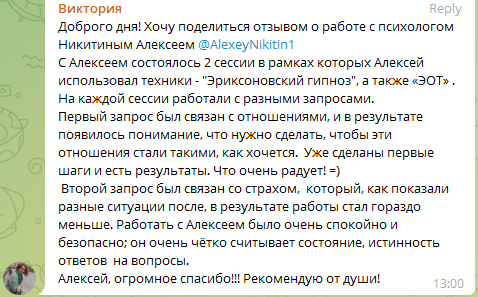 Виктория
Reply
Доброго дня! Хочу поделиться отзывом о работе с психологом
Никитиным Алексеем @AlexeyNikitin1
С Алексеем состоялось 2 сессии в рамках которых Алексей
использовал техники - "Эриксоновский гипноз", а также «ЭОТ» .
На каждой сессии работали с разными запросами.
Первый запрос был связан с отношениями, и в результате
появилось понимание, что нужно сделать, чтобы эти
отношения стали такими, как хочется. Уже сделаны первые
шаги и есть результаты. Что очень радует! =)
Второй запрос был связан со страхом, который, как показали
разные ситуации после, в результате работы стал гораздо
меньше. Работать с Алексеем было очень спокойно и
безопасно; он очень чётко считывает состояние, истинность
ответов на вопросы.
Алексей, огромное спасибо!!! Рекомендую от души!
13:00